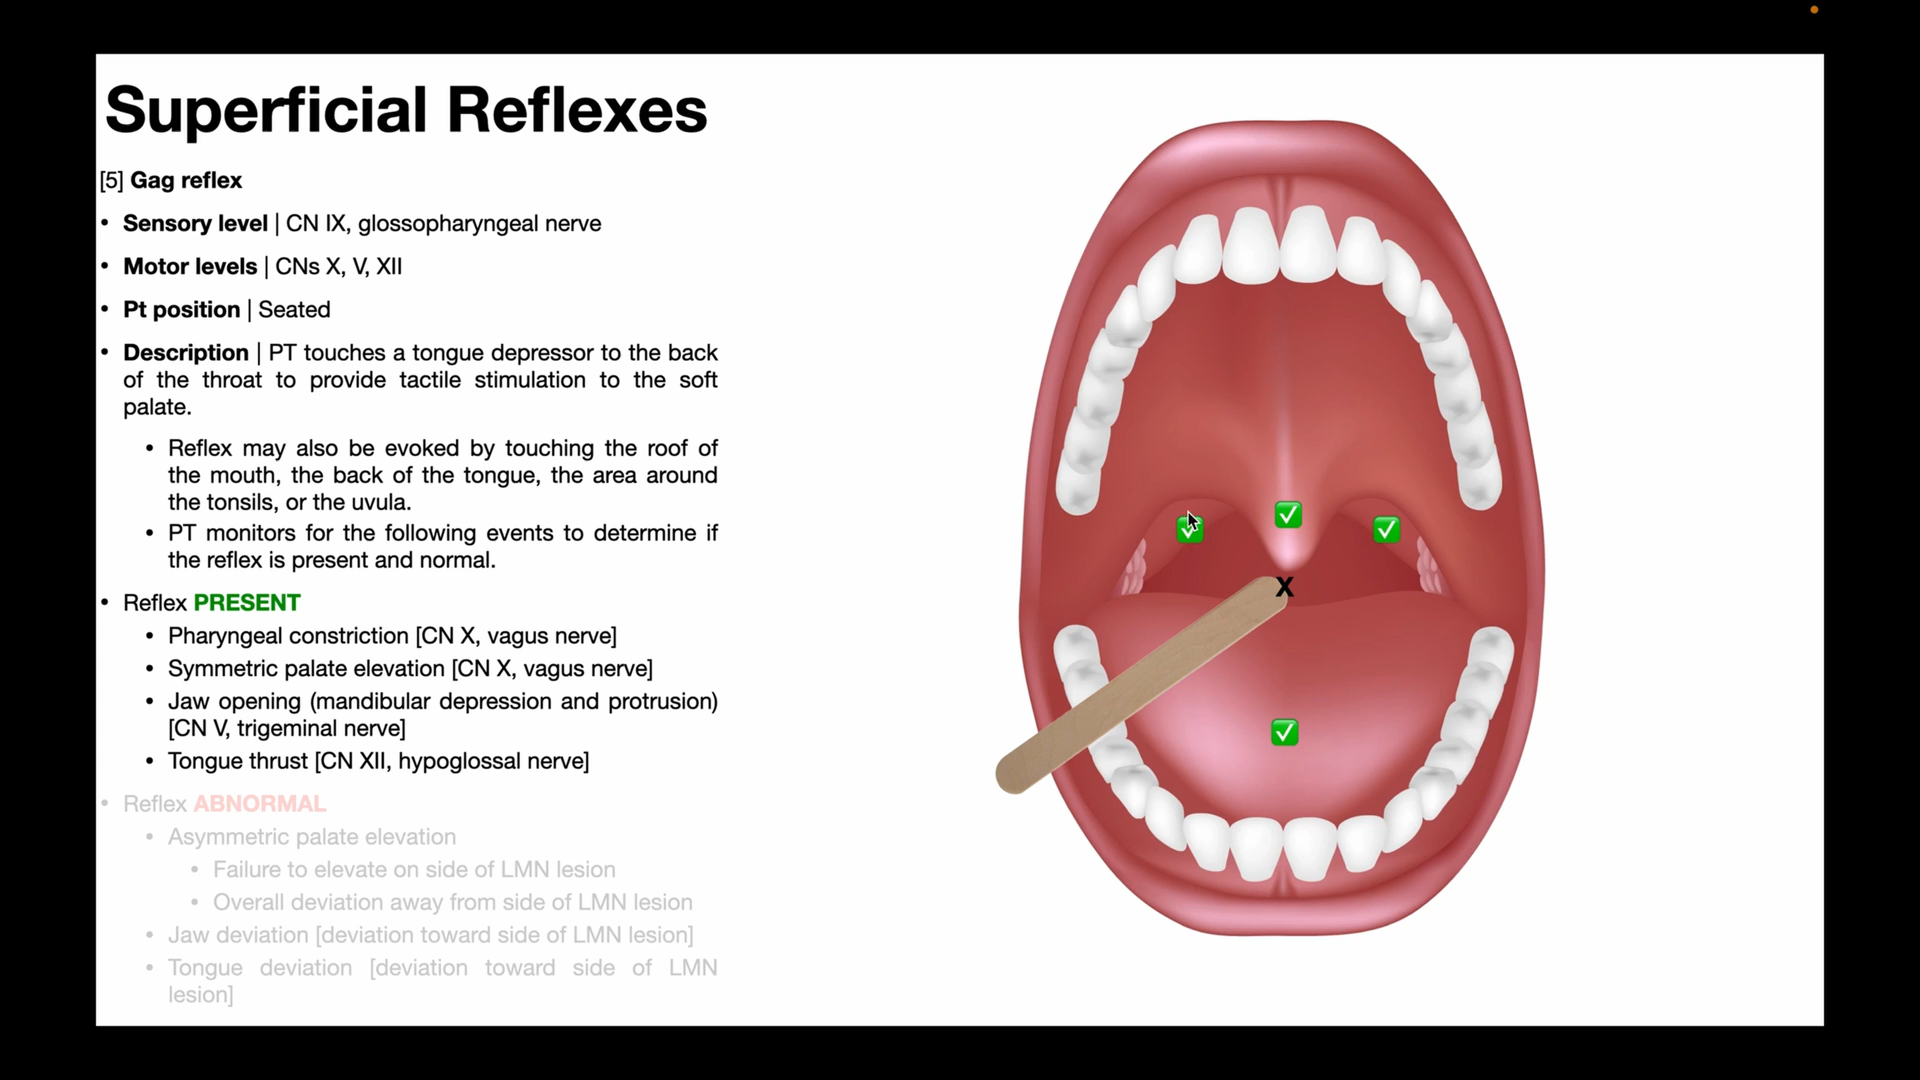 Superficial Reflexes
[5] Gag reflex
• Sensory level | CN IX, glossopharyngeal nerve
• Motor levels | CNs X, V, XII
• Pt position | Seated
• Description | PT touches a tongue depressor to the back
of the throat to provide tactile stimulation to the soft
palate.
• Reflex may also be evoked by touching the roof of
the mouth, the back of the tongue, the area around
the tonsils, or the uvula.
• PT monitors for the following events to determine if
the reflex is present and normal.
• Reflex PRESENT
• Pharyngeal constriction [CN X, vagus nerve]
• Symmetric palate elevation [CN X, vagus nerve]
• Jaw opening (mandibular depression and protrusion)
[CN V, trigeminal nerve]
• Tongue thrust [CN XII, hypoglossal nerve]
• Reflex ABNORMAL
• Asymmetric palate elevation
• Failure to elevate on side of LMN lesion
• Overall deviation away from side of LMN lesion
• Jaw deviation [deviation toward side of LMN lesion]
• Tongue deviation [deviation toward side of LMN
lesion]
X